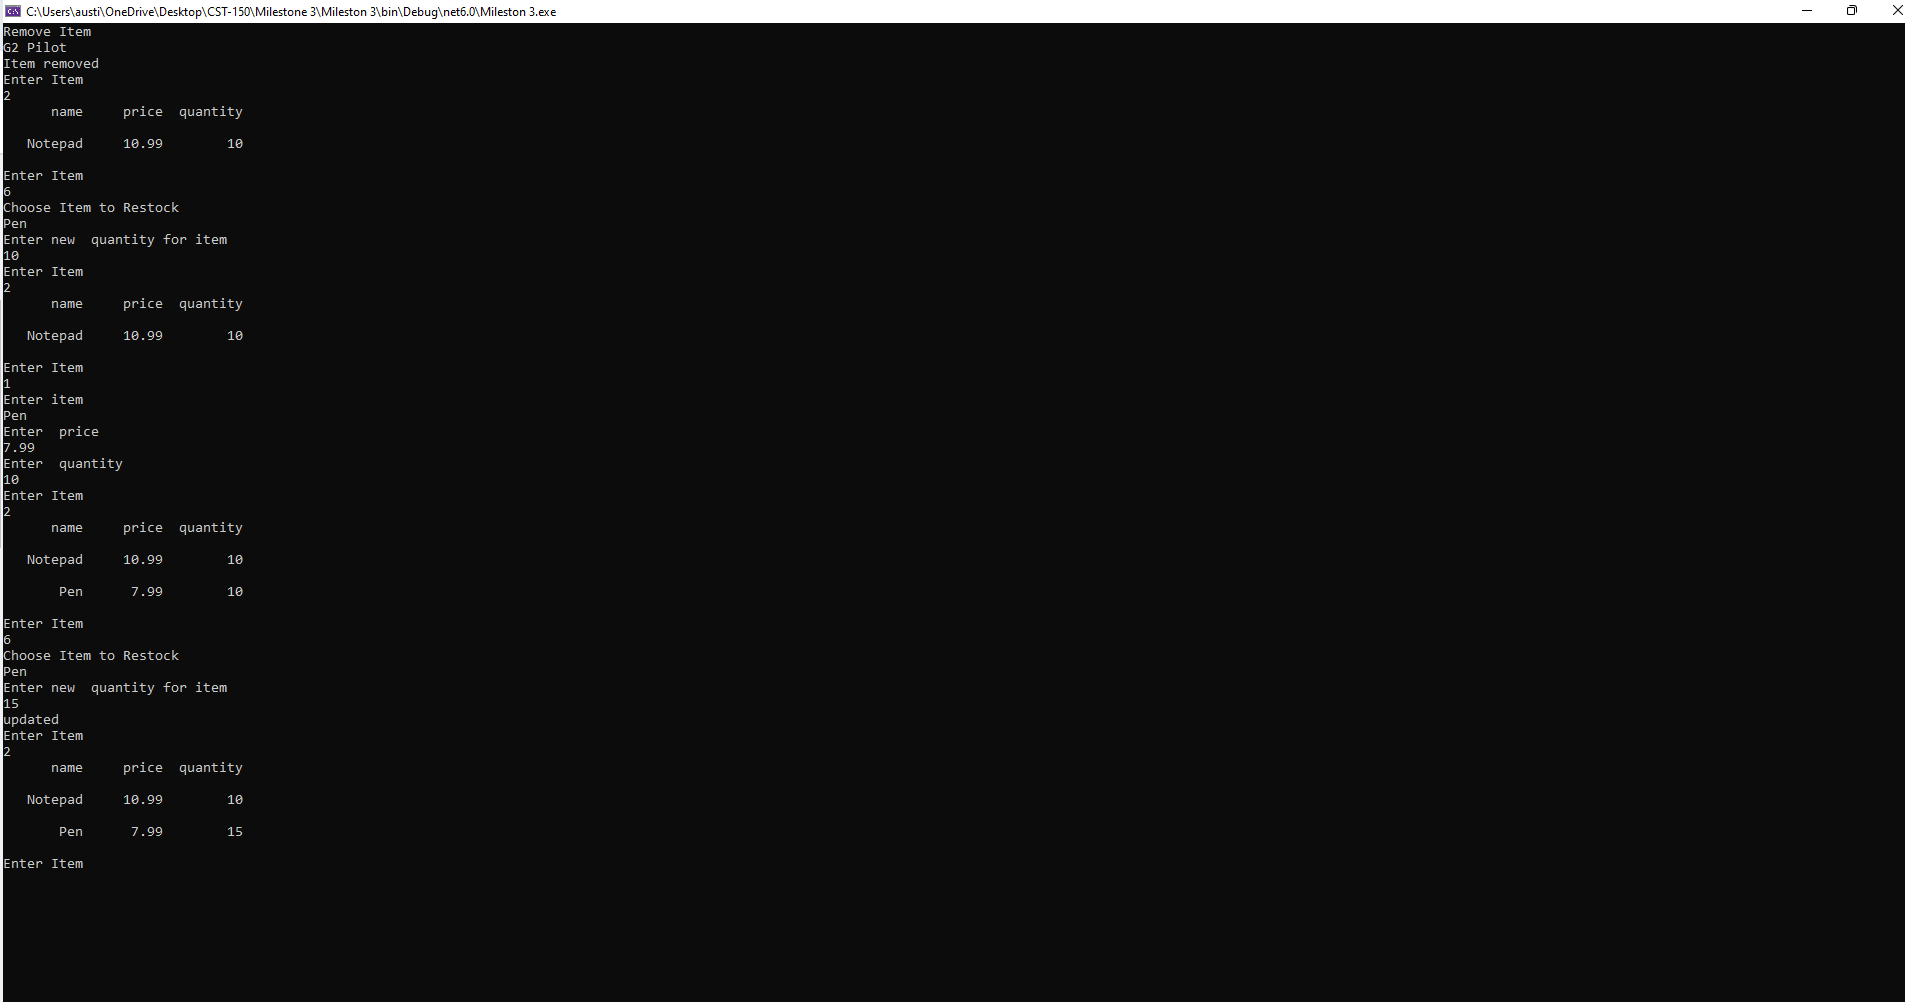 C:\Users\austi\OneDrive\Desktop\CST-150\Milestone 3\Mileston 3\bin\Debug\net6.0\Mileston 3.exe
Remove Item
G2 Pilot
Item removed
Enter Item
2
name     price  quantity
Notepad     10.99        10
Enter Item
6
Choose Item to Restock
Pen
Enter new  quantity for item
10
Enter Item
2
name     price  quantity
Notepad     10.99        10
Enter Item
1
Enter item
Pen
Enter  price
7.99
Enter  quantity
10
Enter Item
2
name     price  quantity
Notepad     10.99        10
Pen      7.99        10
Enter Item
6
Choose Item to Restock
Pen
Enter new  quantity for item
15
updated
Enter Item
2
name     price  quantity
Notepad     10.99        10
Pen      7.99        15
Enter Item